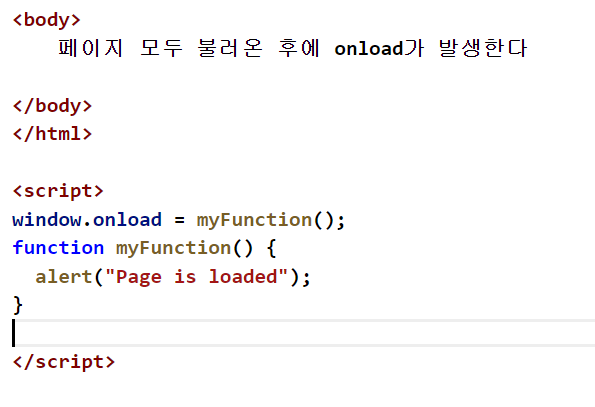 <body>
페이지 모두 불러온 후에 onload가 발생한다
</body>
</html>
<script>
window.onload = myFunction();
function myFunction() {
alert("Page is loaded");
}
</script>